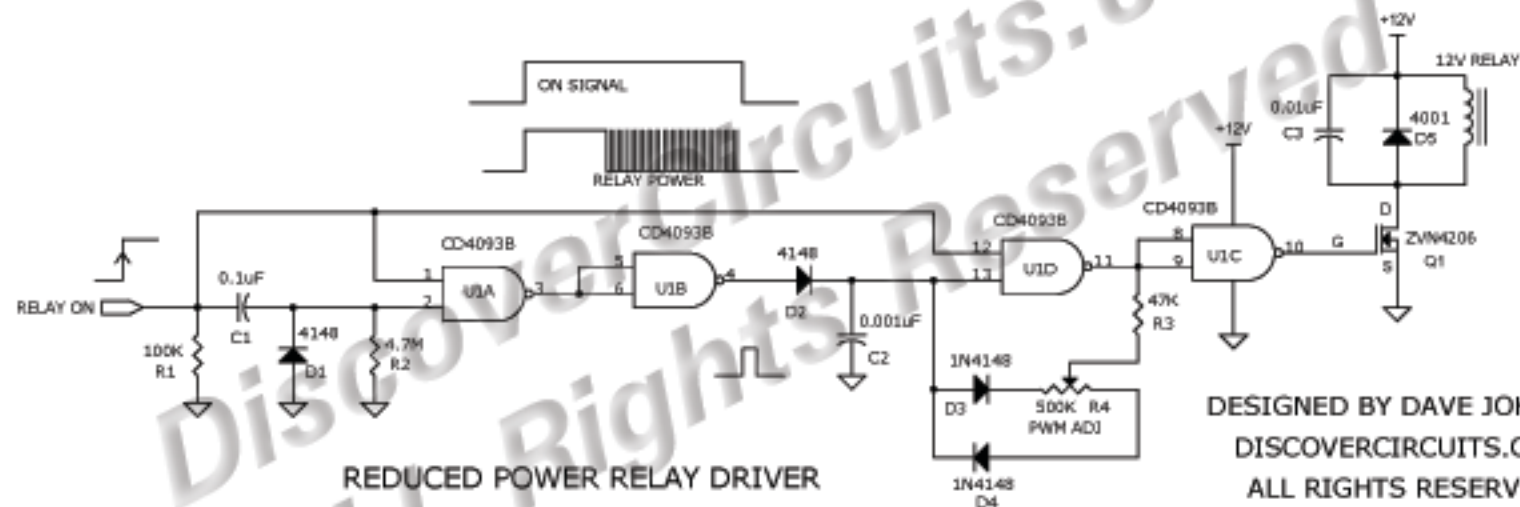 +12V
12V RELAY
ON SIGNAL
0.01uF
C3
4001
D5
+12V
RELAY POWER
CD4093B
CD4093B
CD4093B
CD4093B
D
ZVN4206
G
Q1
S
1
U1A
3
2
5
U1B
4
6
4148
D2
12
U1D
11
13
8
U1C
10
9
RELAY ON
0.1uF
C1
4148
D1
4.7M
R2
100K
R1
0.001uF
C2
47K
R3
1N4148
D3
500K R4
PWM ADJ
1N4148
D4
REDUCED POWER RELAY DRIVER
DESIGNED BY DAVE JO
DISCOVERCIRCUITS.
ALL RIGHTS RESERV
DiscoverCircuits.
Rights Reserved